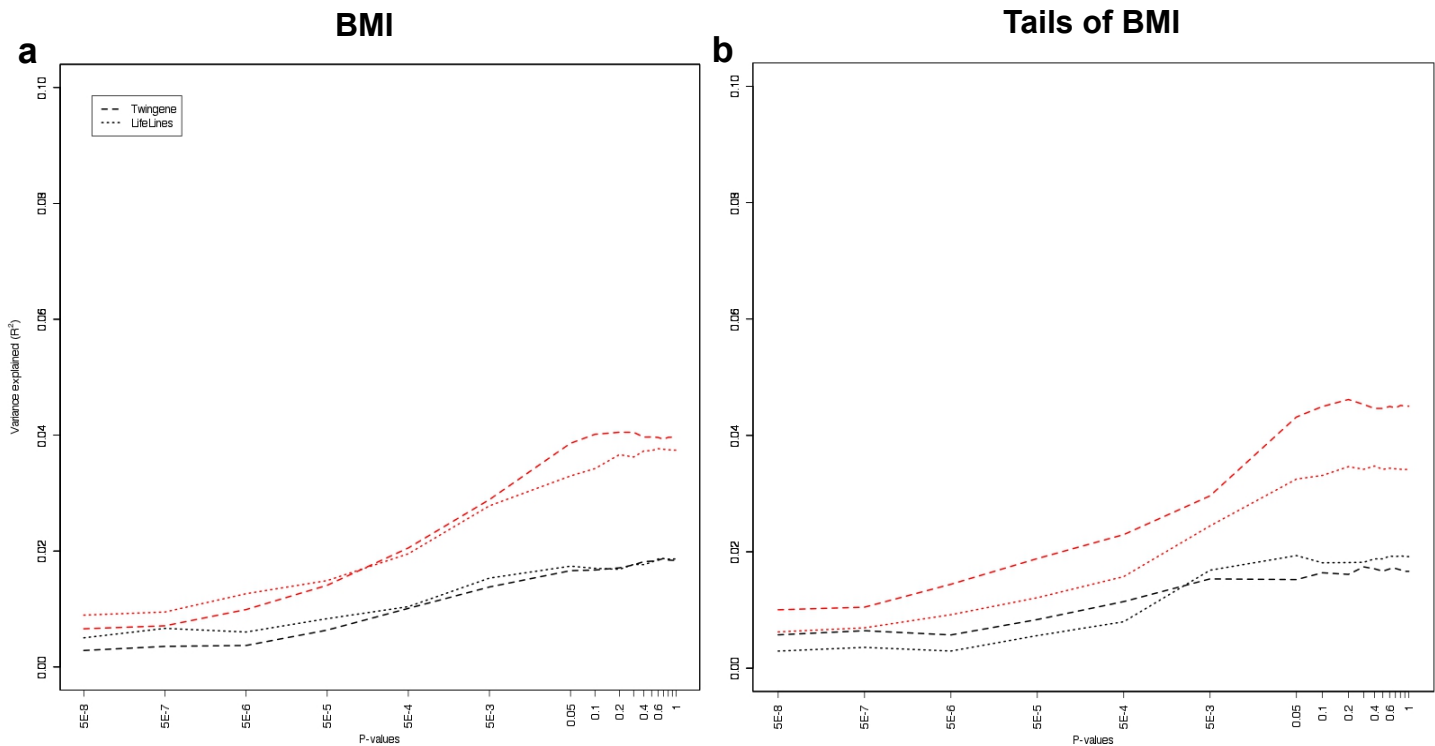 BMI
Tails of BMI
a
b
0.10
0.08
0.06
0.04
0.02
0.00
Variance explained (R²)
Twingene
LifeLines
5E-8
5E-7
5E-6
5E-5
5E-4
5E-3
0.05
0.1
0.2
0.4
0.6
1
P-values
0.10
0.08
0.06
0.04
0.02
0.00
5E-8
5E-7
5E-6
5E-5
5E-4
5E-3
0.05
0.1
0.2
0.4
0.6
1
P-values